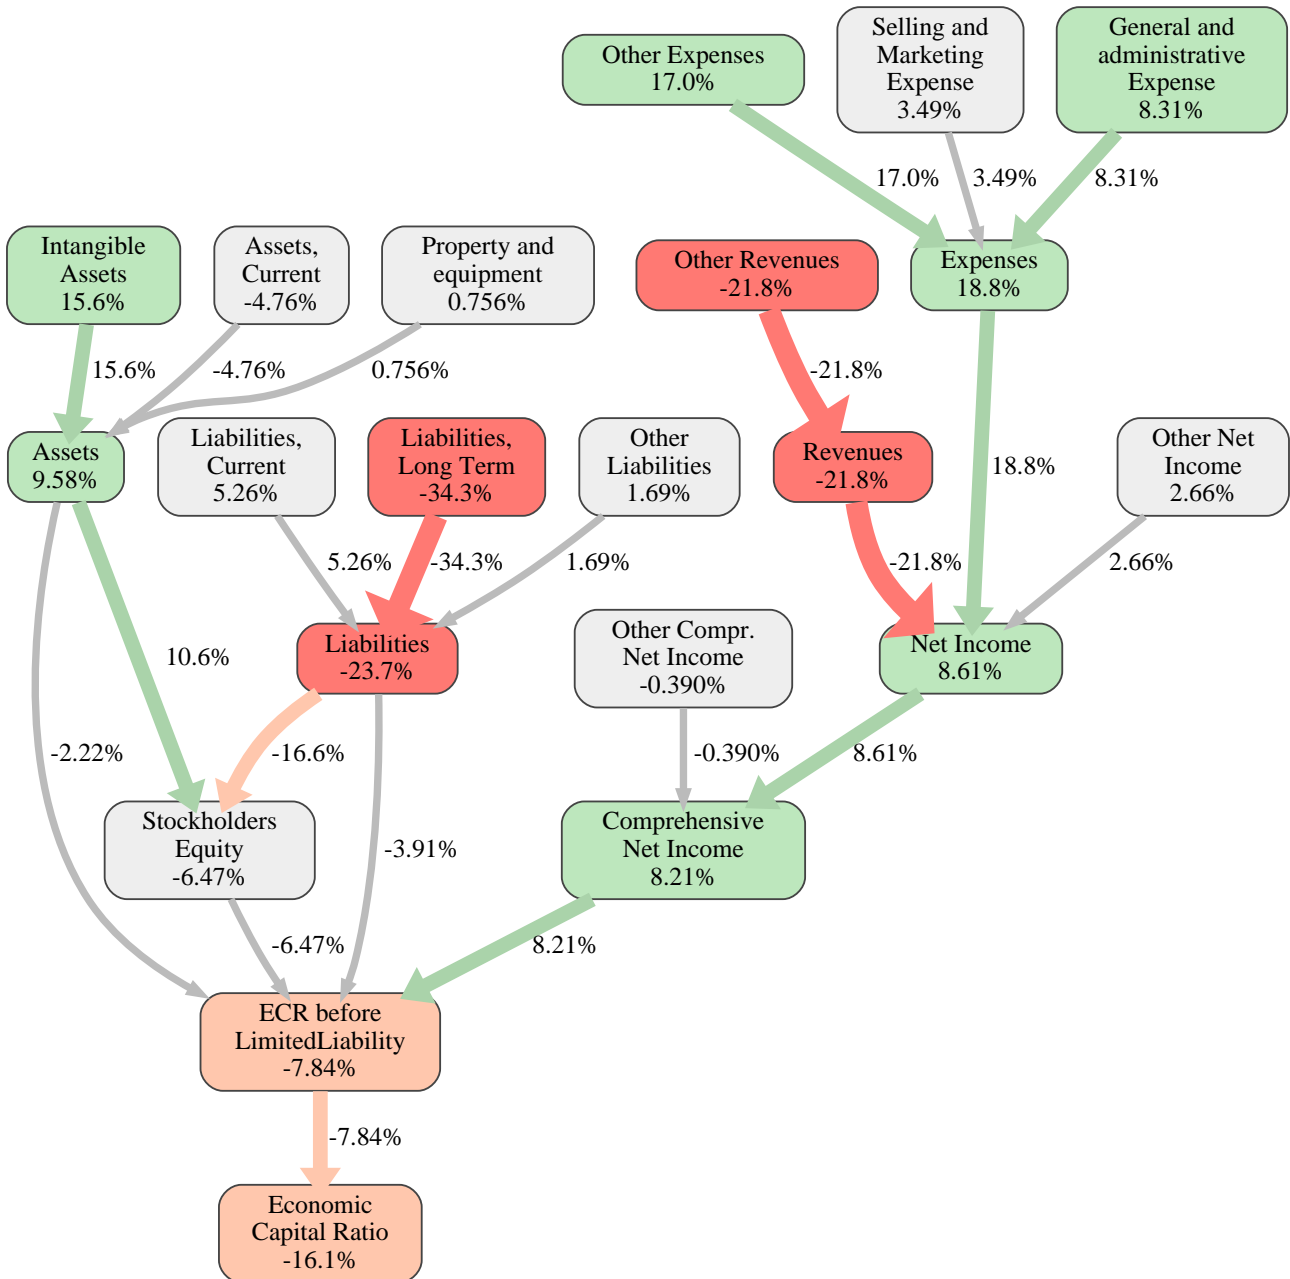 Other Expenses
17.0%
Selling and
Marketing
Expense
3.49%
General and
administrative
Expense
8.31%
17.0%
3.49%
8.31%
Intangible
Assets
15.6%
Assets,
Current
-4.76%
Property and
equipment
0.756%
Other Revenues
-21.8%
Expenses
18.8%
15.6%
-4.76%
0.756%
-21.8%
Assets
9.58%
Liabilities,
Current
5.26%
Liabilities,
Long Term
-34.3%
Other
Liabilities
1.69%
Revenues
-21.8%
18.8%
Other Net
Income
2.66%
5.26%
-34.3%
1.69%
-21.8%
2.66%
10.6%
Liabilities
-23.7%
Other Compr.
Net Income
-0.390%
Net Income
8.61%
-2.22%
-16.6%
-0.390%
8.61%
Stockholders
Equity
-6.47%
-3.91%
Comprehensive
Net Income
8.21%
-6.47%
8.21%
ECR before
LimitedLiability
-7.84%
-7.84%
Economic
Capital Ratio
-16.1%